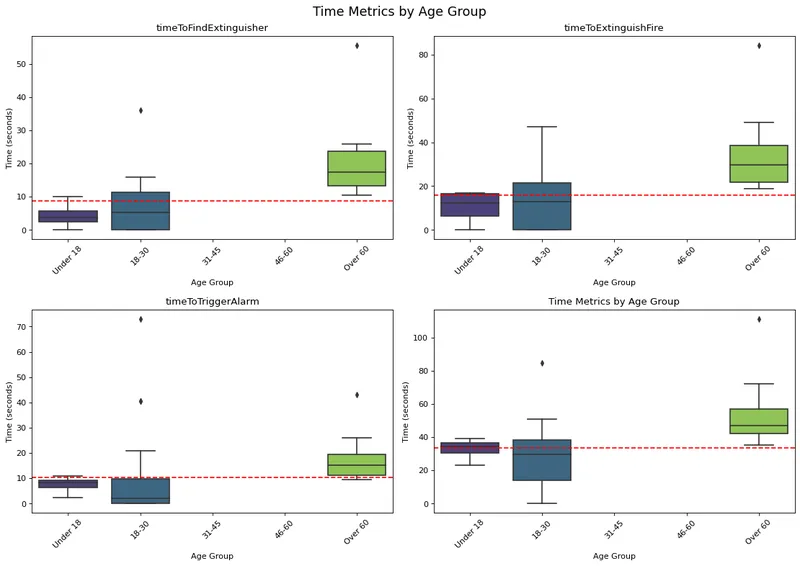 Time Metrics by Age Group
timeToFindExtinguisher
50
40
30
20
10
0
Time (seconds)
Under 18
18-30
31-45
46-60
Over 60
Age Group
timeToExtinguishFire
80
60
40
20
0
Time (seconds)
Under 18
18-30
31-45
46-60
Over 60
Age Group
timeToTriggerAlarm
70
60
50
40
30
20
10
0
Time (seconds)
Under 18
18-30
31-45
46-60
Over 60
Age Group
Time Metrics by Age Group
100
80
60
40
20
0
Time (seconds)
Under 18
18-30
31-45
46-60
Over 60
Age Group